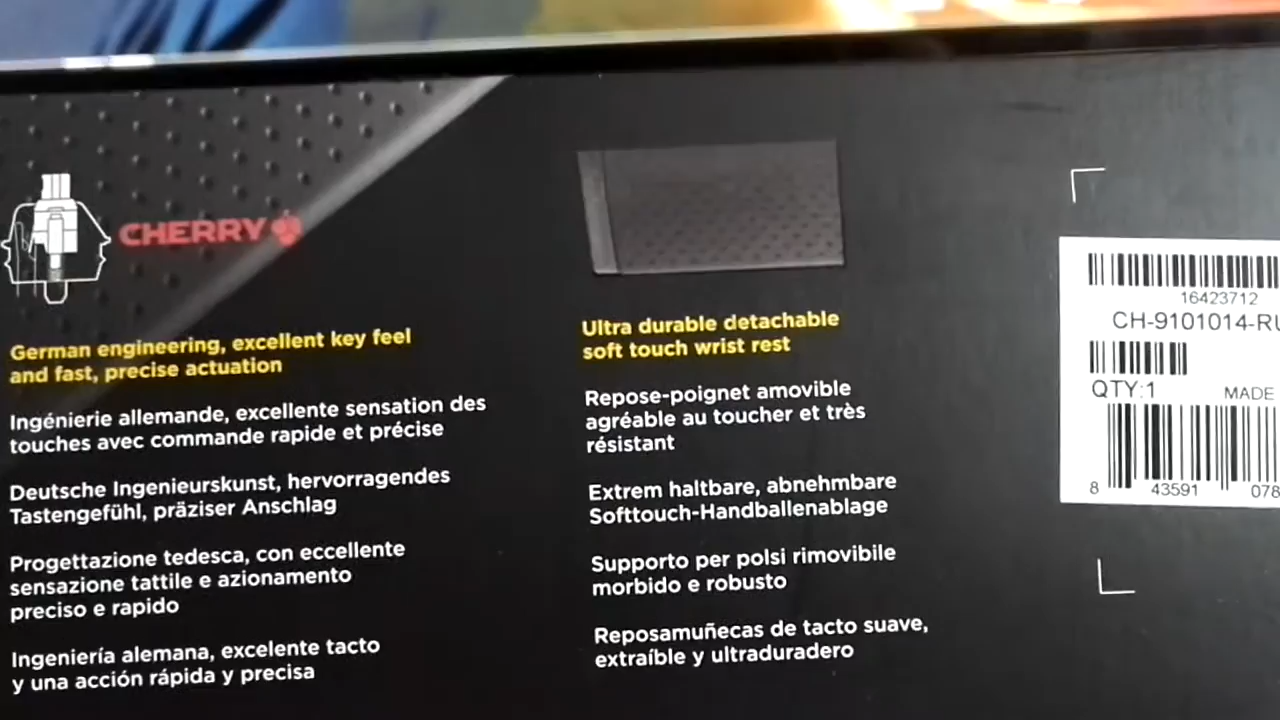 CHERRY
German engineering, excellent key feel
and fast, precise actuation
Ingénierie allemande, excellente sensation des
touches avec commande rapide et précise
Deutsche Ingenieurskunst, hervorragendes
Tastengefühl, präziser Anschlag
Progettazione tedesca, con eccellente
sensazione tattile e azionamento
preciso e rapido
Ingeniería alemana, excelente tacto
y una acción rápida y precisa
Ultra durable detachable
soft touch wrist rest
Repose-poignet amovible
agréable au toucher et très
résistant
Extrem haltbare, abnehmbare
Softtouch-Handballenablage
Supporto per polsi rimovibile
morbido e robusto
Reposamuñecas de tacto suave,
extraíble y ultraduradero
16423712
CH-9101014-RU
QTY:1 MADE
8 43591 078